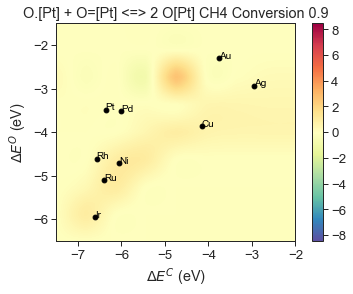 O.[Pt] + O=[Pt] <=> 2 O[Pt] CH4 Conversion 0.9
ΔE^O (eV)
−2
−3
−4
−5
−6
Au
Ag
Pt
Pd
Cu
Rh
Ni
Ru
Ir
−7
−6
−5
−4
−3
−2
ΔE^C (eV)
8
6
4
2
0
−2
−4
−6
−8